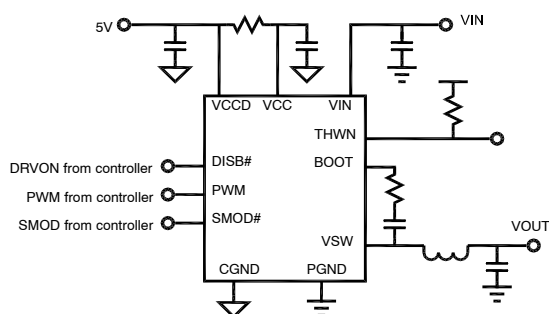 5V
VIN
VCCD VCC VIN
THWN
BOOT
DRVON from controller DISB#
PWM from controller PWM
SMOD from controller SMOD#
VSW
VOUT
CGND PGND